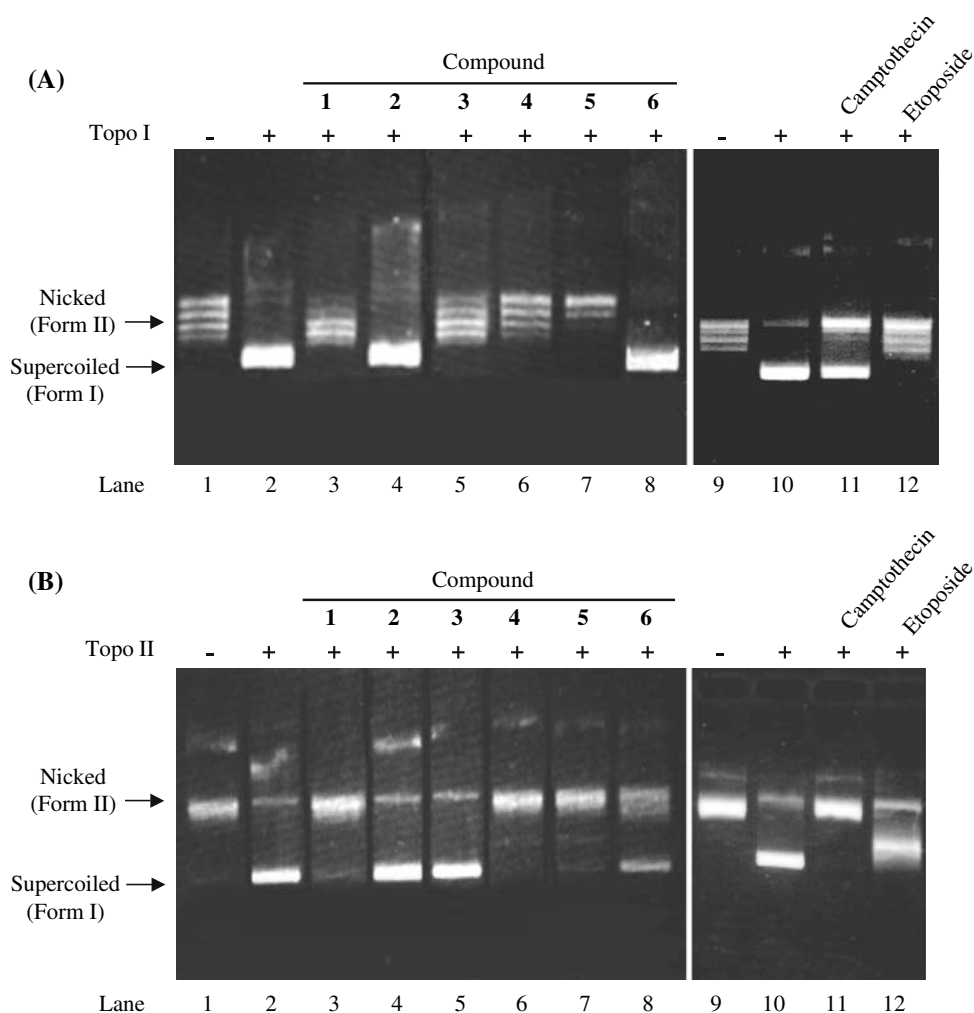 (A)
Compound
1 2 3 4 5 6
Camptothecin
Etoposide
Topo I - + + + + + + + - + + +
Nicked
(Form II)
Supercoiled
(Form I)
Lane 1 2 3 4 5 6 7 8 9 10 11 12
(B)
Compound
1 2 3 4 5 6
Camptothecin
Etoposide
Topo II - + + + + + + + - + + +
Nicked
(Form II)
Supercoiled
(Form I)
Lane 1 2 3 4 5 6 7 8 9 10 11 12